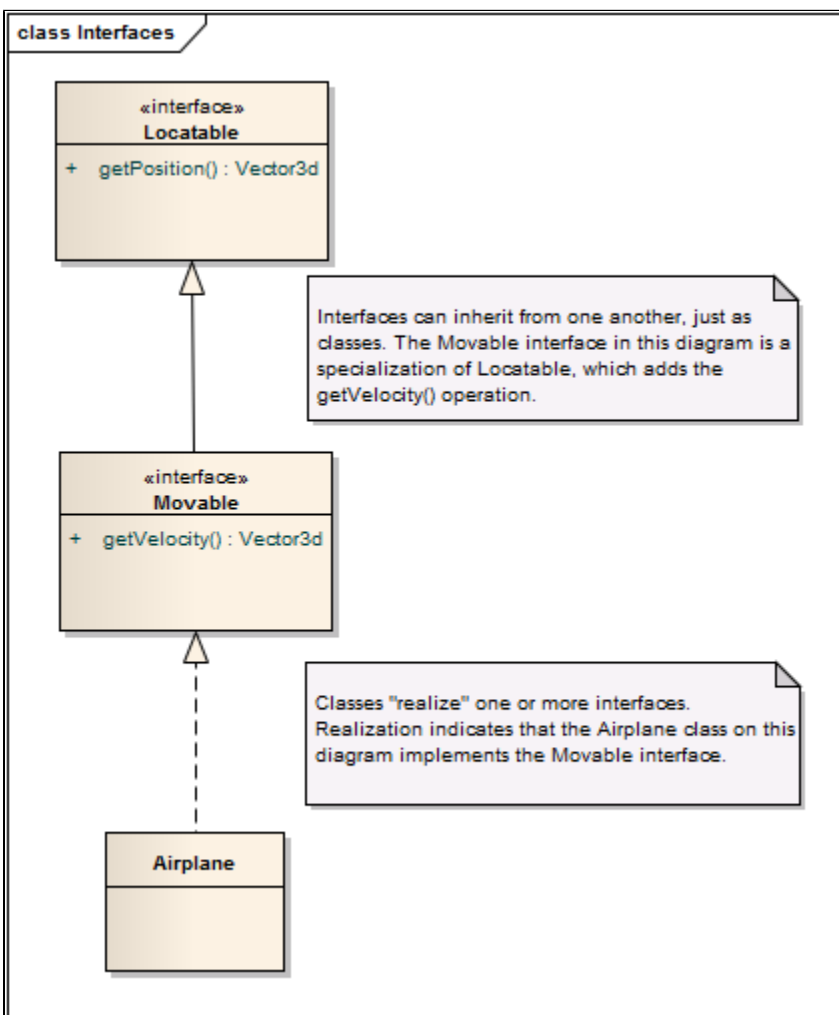 class Interfaces
«interface»
Locatable
+ getPosition() : Vector3d
Interfaces can inherit from one another, just as
classes. The Movable interface in this diagram is a
specialization of Locatable, which adds the
getVelocity() operation.
«interface»
Movable
+ getVelocity() : Vector3d
Classes "realize" one or more interfaces.
Realization indicates that the Airplane class on this
diagram implements the Movable interface.
Airplane